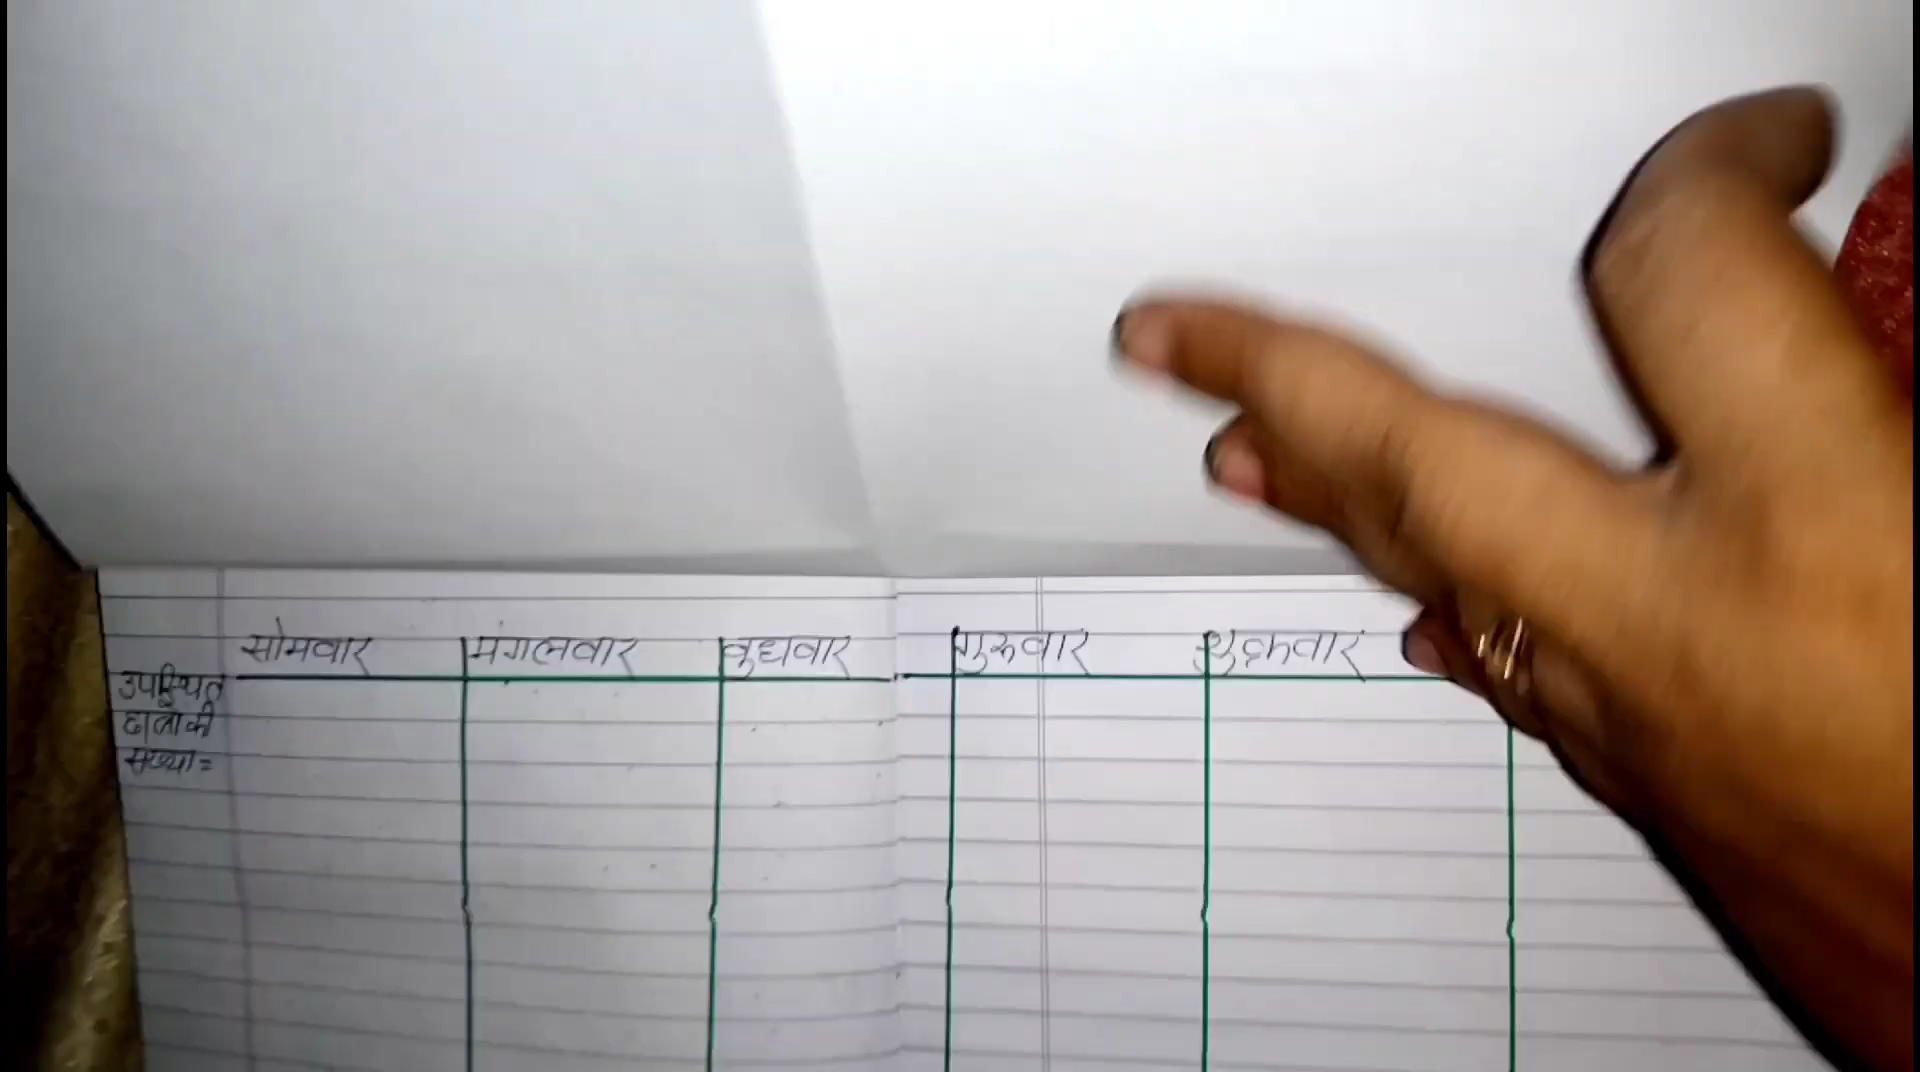 सोमवार मंगलवार बुधवार गुरुवार शुक्रवार
उपस्थित
छात्रो की
संख्या =